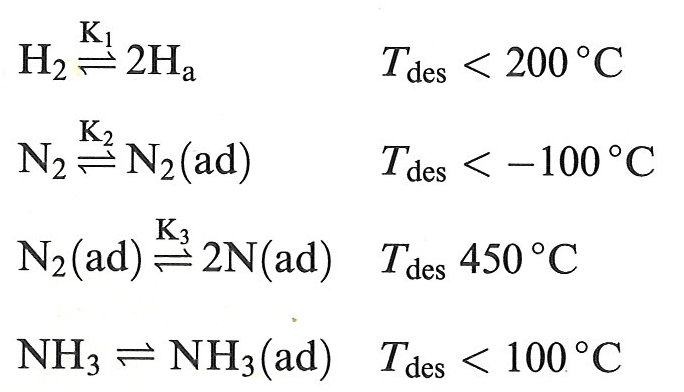 H₂ ⇌ 2Hₐ K₁ T_des < 200 °C
N₂ ⇌ N₂(ad) K₂ T_des < −100 °C
N₂(ad) ⇌ 2N(ad) K₃ T_des 450 °C
NH₃ ⇌ NH₃(ad) T_des < 100 °C